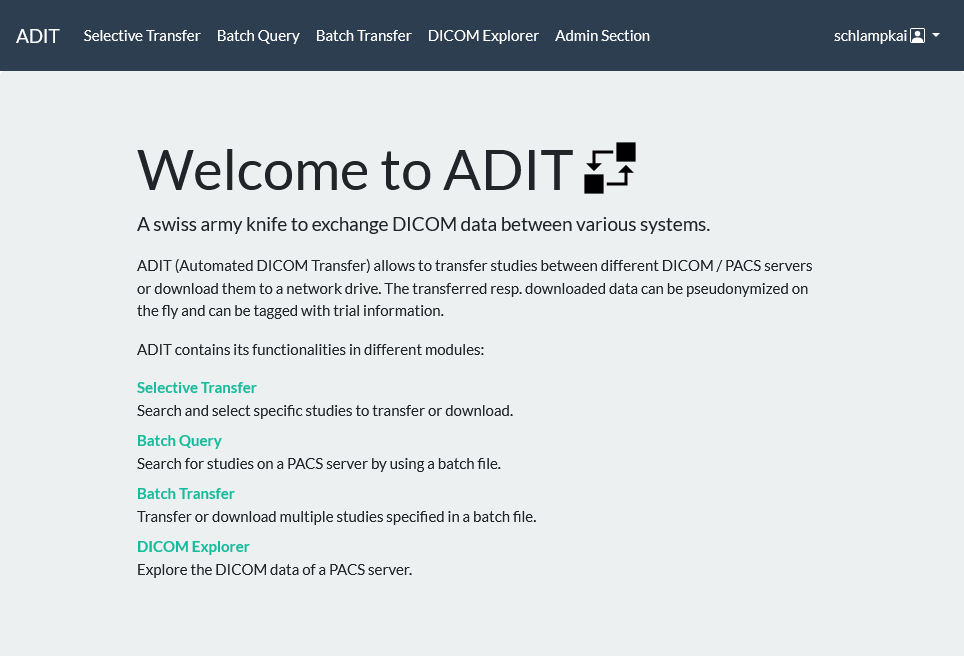 ADIT Selective Transfer Batch Query Batch Transfer DICOM Explorer Admin Section schlampkai
Welcome to ADIT
A swiss army knife to exchange DICOM data between various systems.
ADIT (Automated DICOM Transfer) allows to transfer studies between different DICOM / PACS servers
or download them to a network drive. The transferred resp. downloaded data can be pseudonymized on
the fly and can be tagged with trial information.
ADIT contains its functionalities in different modules:
Selective Transfer
Search and select specific studies to transfer or download.
Batch Query
Search for studies on a PACS server by using a batch file.
Batch Transfer
Transfer or download multiple studies specified in a batch file.
DICOM Explorer
Explore the DICOM data of a PACS server.